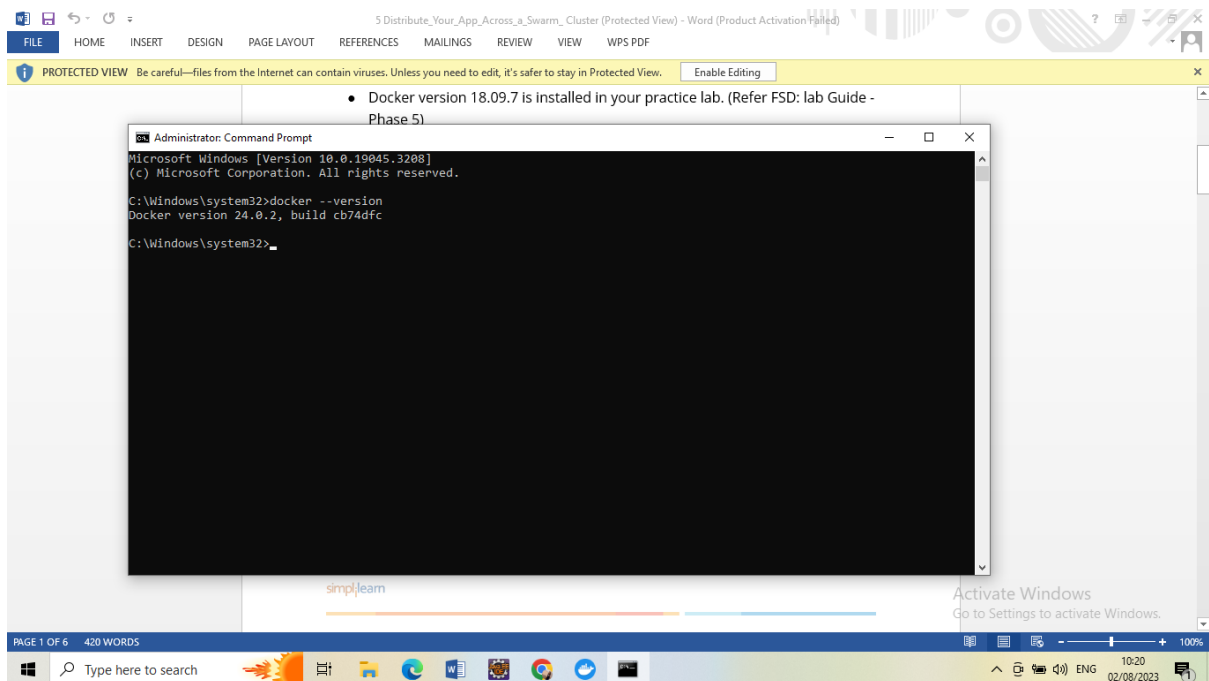 5 Distribute_Your_App_Across_a_Swarm_ Cluster (Protected View) - Word (Product Activation Failed)
FILE HOME INSERT DESIGN PAGE LAYOUT REFERENCES MAILINGS REVIEW VIEW WPS PDF
PROTECTED VIEW Be careful—files from the Internet can contain viruses. Unless you need to edit, it's safer to stay in Protected View. Enable Editing
● Docker version 18.09.7 is installed in your practice lab. (Refer FSD: lab Guide -
Phase 5)
Administrator: Command Prompt
Microsoft Windows [Version 10.0.19045.3208]
(c) Microsoft Corporation. All rights reserved.
C:\Windows\system32>docker --version
Docker version 24.0.2, build cb74dfc
C:\Windows\system32>
simplilearn
Activate Windows
Go to Settings to activate Windows.
PAGE 1 OF 6 420 WORDS 100%
Type here to search ENG 10:20
02/08/2023 1